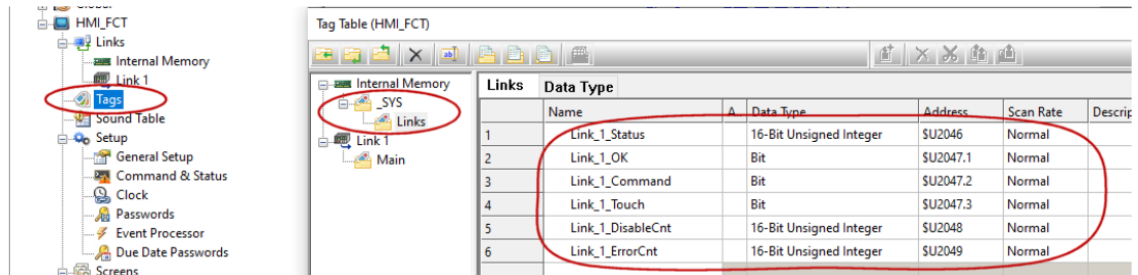 HMI_FCT
Links
Internal Memory
Link 1
Tags
Sound Table
Setup
General Setup
Command & Status
Clock
Passwords
Event Processor
Due Date Passwords
Screens
Tag Table (HMI_FCT)
Internal Memory
_SYS
Links
Link 1
Main
Links Data Type
Name A.. Data Type Address Scan Rate Descrip
1 Link_1_Status 16-Bit Unsigned Integer $U2046 Normal
2 Link_1_OK Bit $U2047.1 Normal
3 Link_1_Command Bit $U2047.2 Normal
4 Link_1_Touch Bit $U2047.3 Normal
5 Link_1_DisableCnt 16-Bit Unsigned Integer $U2048 Normal
6 Link_1_ErrorCnt 16-Bit Unsigned Integer $U2049 Normal